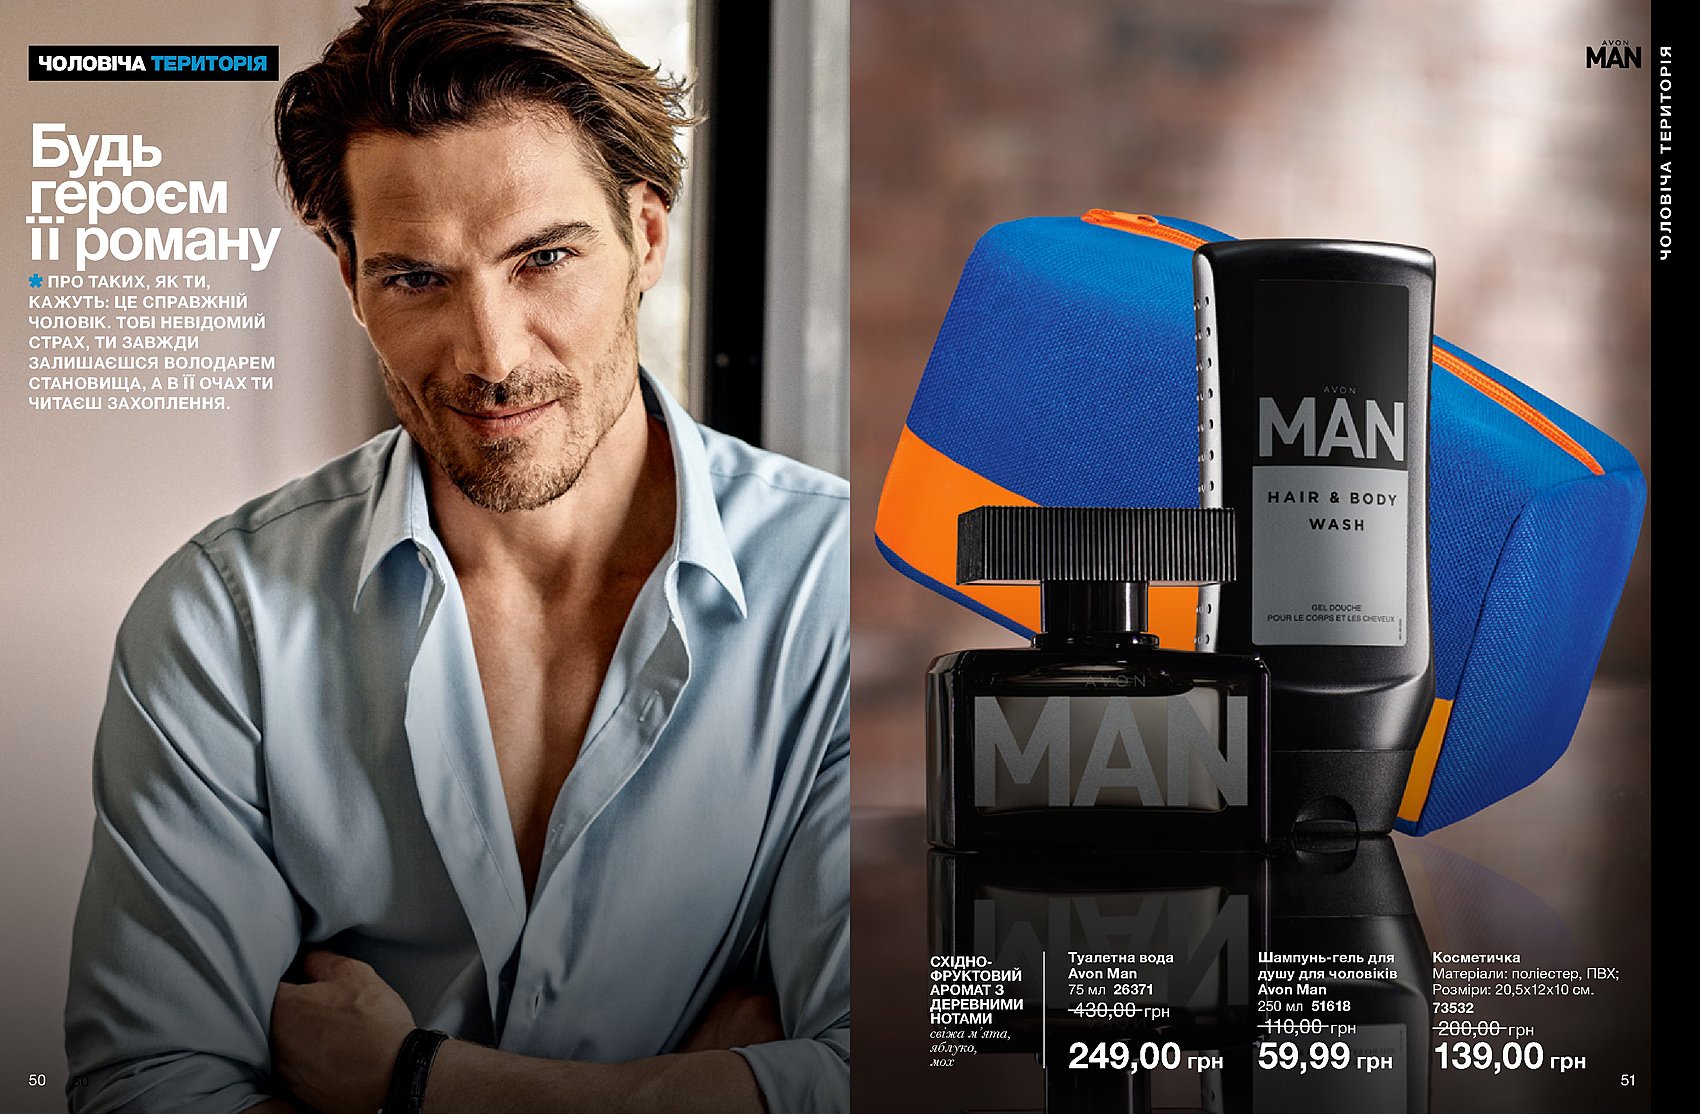 ЧОЛОВІЧА ТЕРИТОРІЯ
Будь
героєм
її роману
* ПРО ТАКИХ, ЯК ТИ,
КАЖУТЬ: ЦЕ СПРАВЖНІЙ
ЧОЛОВІК. ТОБІ НЕВІДОМИЙ
СТРАХ, ТИ ЗАВЖДИ
ЗАЛИШАЄШСЯ ВОЛОДАРЕМ
СТАНОВИЩА, А В ЇЇ ОЧАХ ТИ
ЧИТАЄШ ЗАХОПЛЕННЯ.
50
50
AVON
MAN
ЧОЛОВІЧА ТЕРИТОРІЯ
AVON
MAN
HAIR & BODY
WASH
GEL DOUCHE
POUR LE CORPS ET LES CHEVEUX
AVON
MAN
СХІДНО-
ФРУКТОВИЙ
АРОМАТ З
ДЕРЕВНИМИ
НОТАМИ
свіжа м'ята,
яблуко,
мох
Туалетна вода
Avon Man
75 мл 26371
430,00 грн
249,00 грн
Шампунь-гель для
душу для чоловіків
Avon Man
250 мл 51618
110,00 грн
59,99 грн
Косметичка
Матеріали: поліестер, ПВХ;
Розміри: 20,5х12х10 см.
73532
200,00 грн
139,00 грн
51